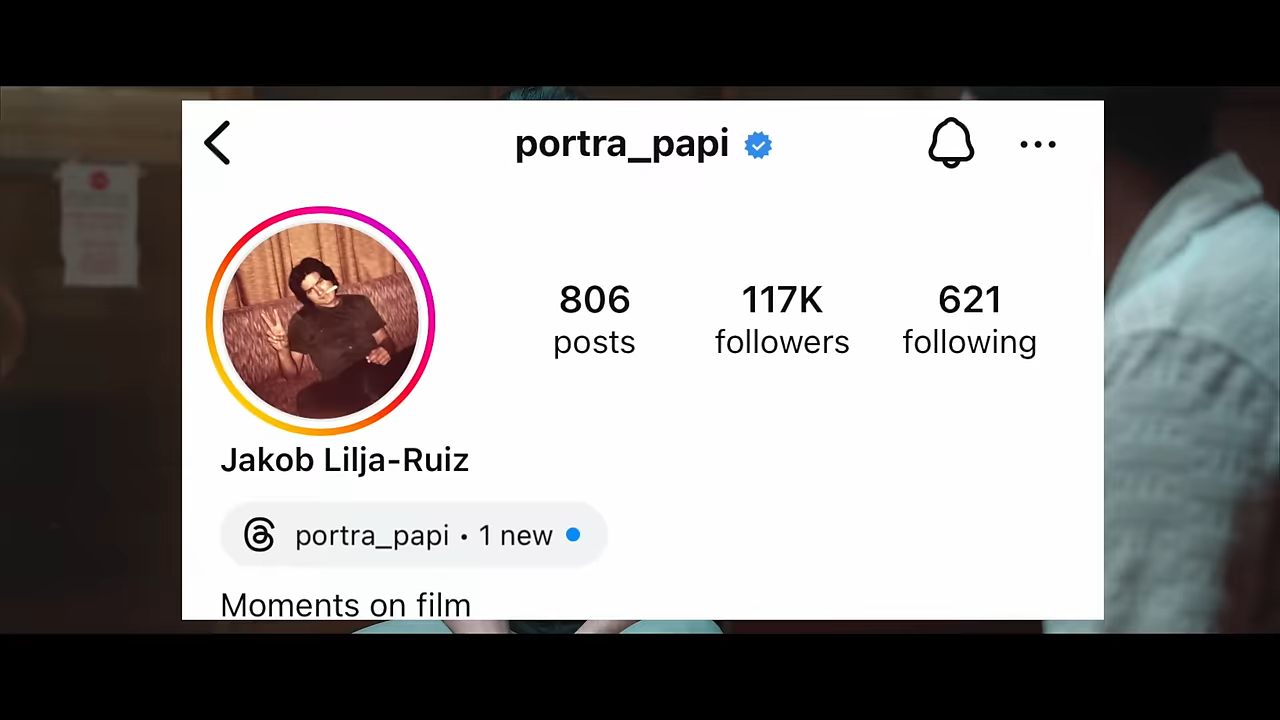 portra_papi
806 117K 621
posts followers following
Jakob Lilja-Ruiz
portra_papi • 1 new
Moments on film